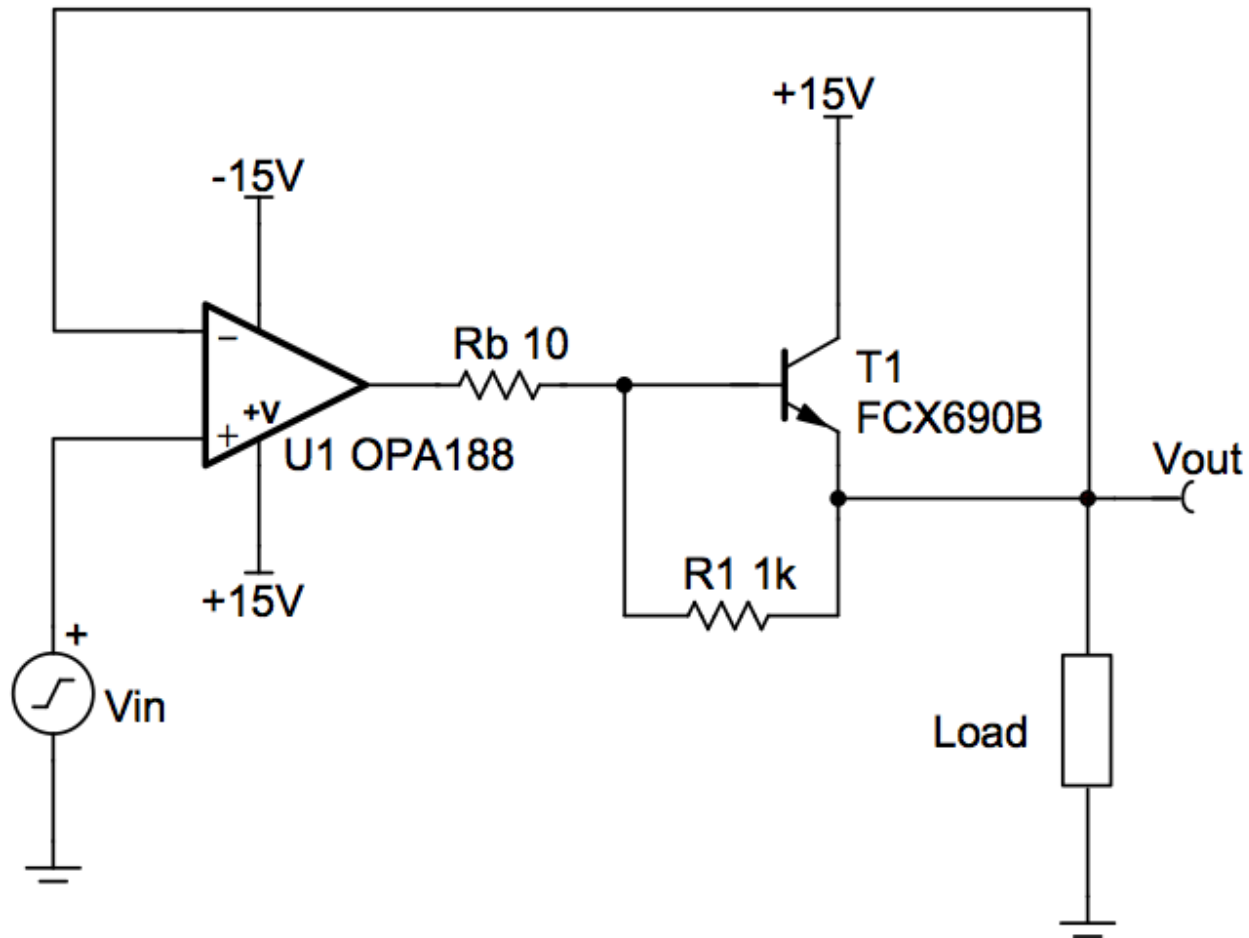 +15V
-15V
Rb 10
T1
FCX690B
−
+V
+
U1 OPA188
Vout
R1 1k
+15V
+
Vin
Load